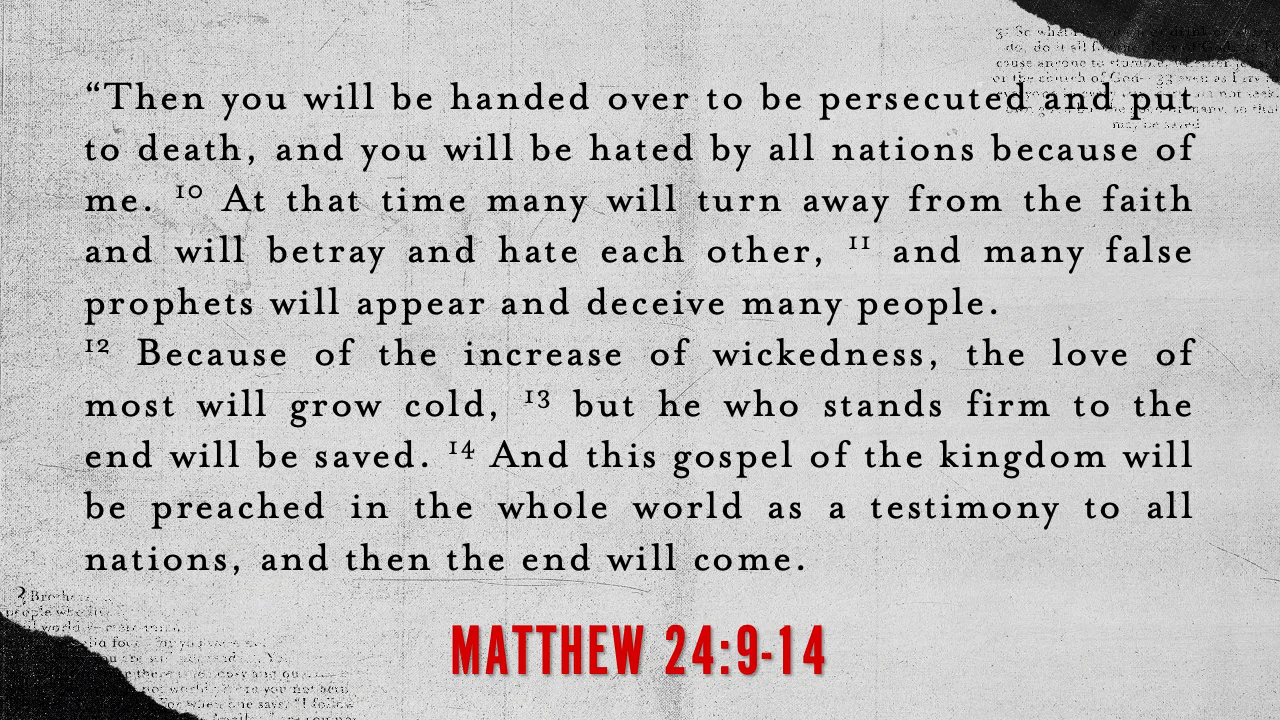 “Then you will be handed over to be persecuted and put
to death, and you will be hated by all nations because of
me. ¹⁰ At that time many will turn away from the faith
and will betray and hate each other, ¹¹ and many false
prophets will appear and deceive many people.
¹² Because of the increase of wickedness, the love of
most will grow cold, ¹³ but he who stands firm to the
end will be saved. ¹⁴ And this gospel of the kingdom will
be preached in the whole world as a testimony to all
nations, and then the end will come.
MATTHEW 24:9-14